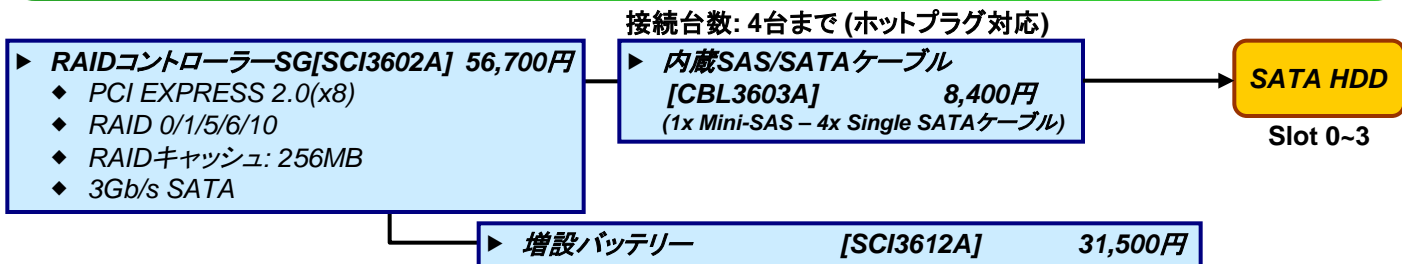 接続台数: 4台まで (ホットプラグ対応)
▶ RAIDコントローラーSG[SCI3602A] 56,700円
◆ PCI EXPRESS 2.0(x8)
◆ RAID 0/1/5/6/10
◆ RAIDキャッシュ: 256MB
◆ 3Gb/s SATA
▶ 内蔵SAS/SATAケーブル
[CBL3603A] 8,400円
(1x Mini-SAS – 4x Single SATAケーブル)
SATA HDD
Slot 0~3
▶ 増設バッテリー [SCI3612A] 31,500円